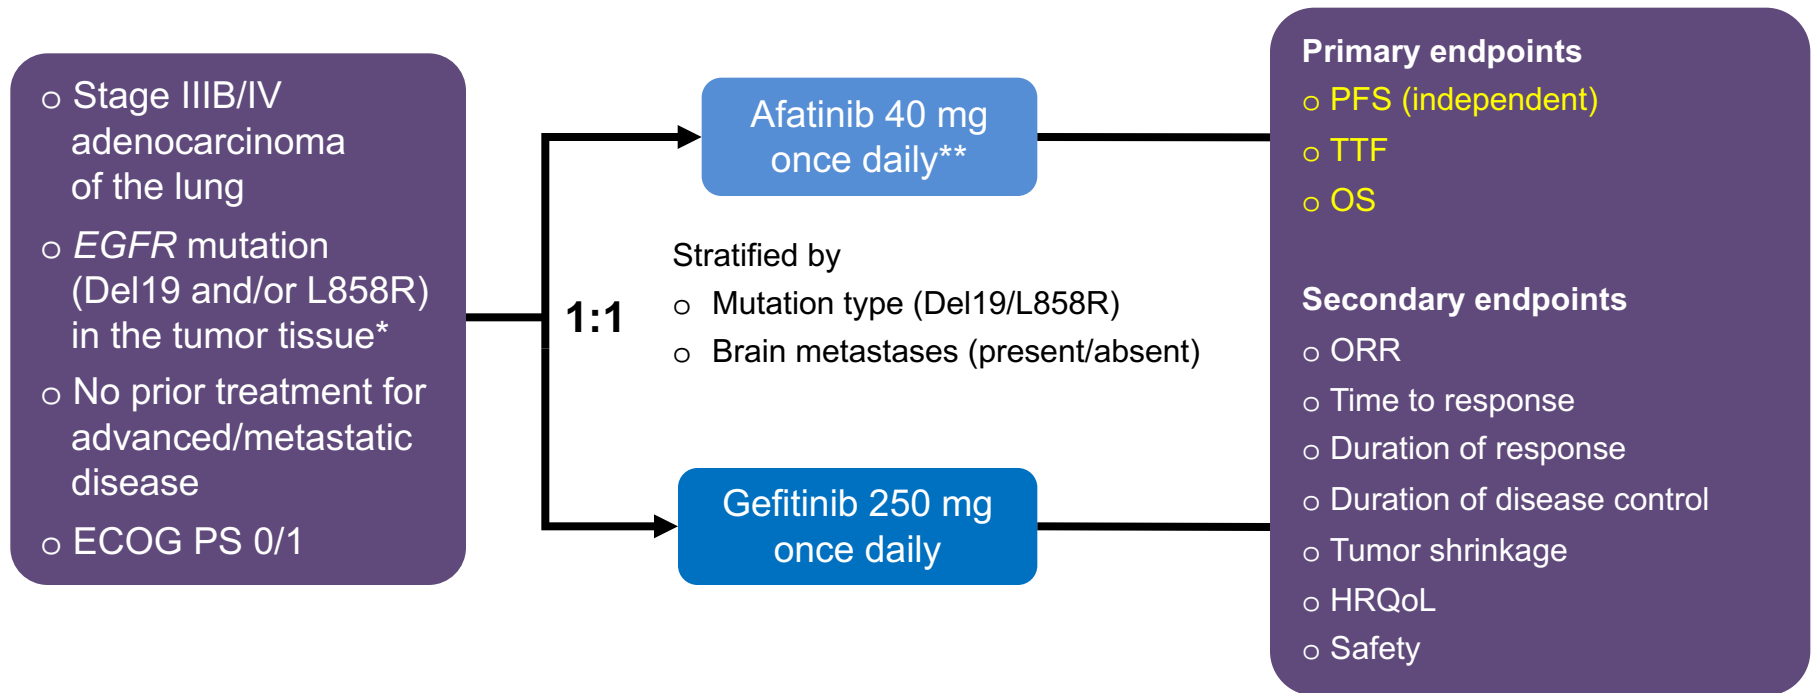 o Stage IIIB/IV
adenocarcinoma
of the lung
o EGFR mutation
(Del19 and/or L858R)
in the tumor tissue*
o No prior treatment for
advanced/metastatic
disease
o ECOG PS 0/1
1:1
Afatinib 40 mg
once daily**
Stratified by
o Mutation type (Del19/L858R)
o Brain metastases (present/absent)
Gefitinib 250 mg
once daily
Primary endpoints
o PFS (independent)
o TTF
o OS
Secondary endpoints
o ORR
o Time to response
o Duration of response
o Duration of disease control
o Tumor shrinkage
o HRQoL
o Safety